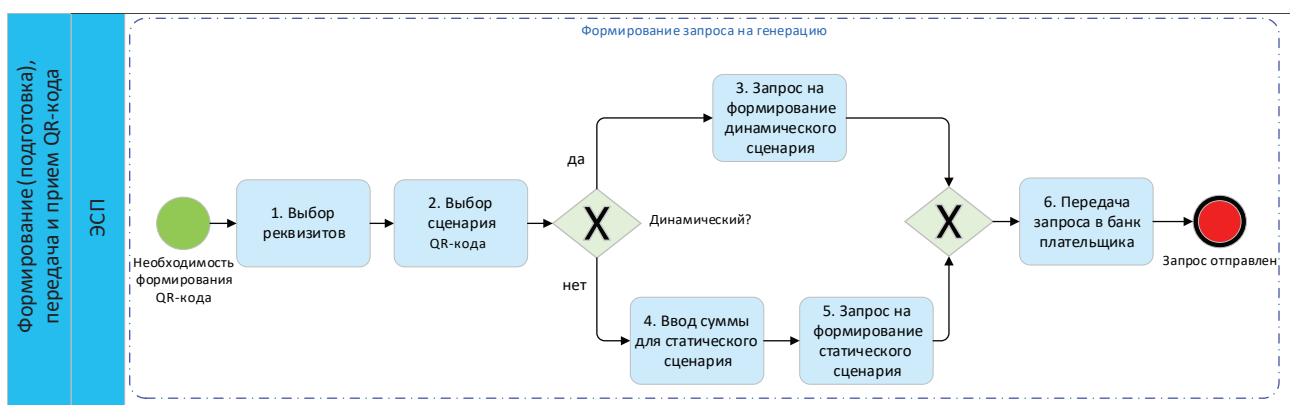 Формирование (подготовка),
передача и прием QR-кода
ЭСП
Формирование запроса на генерацию
Необходимость
формирования
QR-кода
1. Выбор
реквизитов
2. Выбор
сценария
QR-кода
X
Динамический?
да
3. Запрос на
формирование
динамического
сценария
нет
4. Ввод суммы
для статического
сценария
5. Запрос на
формирование
статического
сценария
X
6. Передача
запроса в банк
плательщика
Запрос отправлен